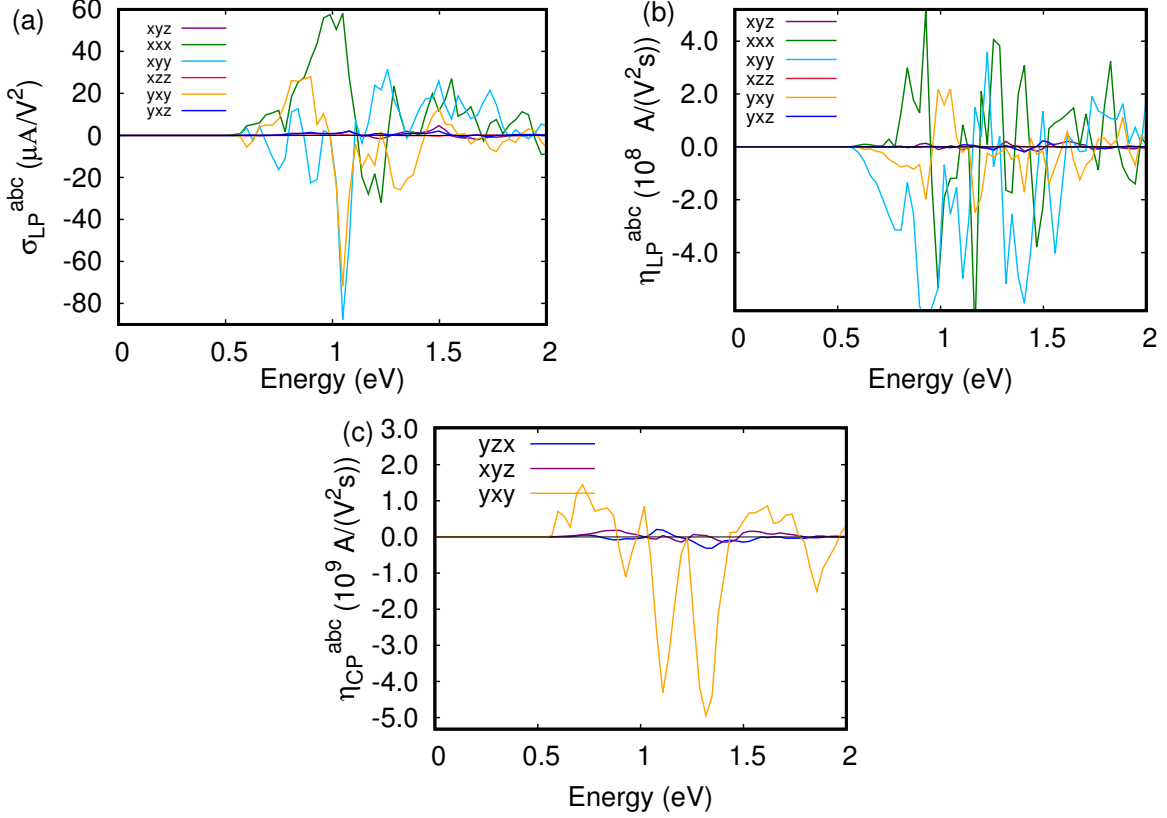 (a)
60
40
20
0
-20
-40
-60
-80
σLP^abc (μA/V²)
xyz
xxx
xyy
xzz
yxy
yxz
0 0.5 1 1.5 2
Energy (eV)
(b)
4.0
2.0
0.0
-2.0
-4.0
ηLP^abc (10⁸ A/(V²s))
xyz
xxx
xyy
xzz
yxy
yxz
0 0.5 1 1.5 2
Energy (eV)
(c)
3.0
2.0
1.0
0.0
-1.0
-2.0
-3.0
-4.0
-5.0
ηCP^abc (10⁹ A/(V²s))
yzx
xyz
yxy
0 0.5 1 1.5 2
Energy (eV)